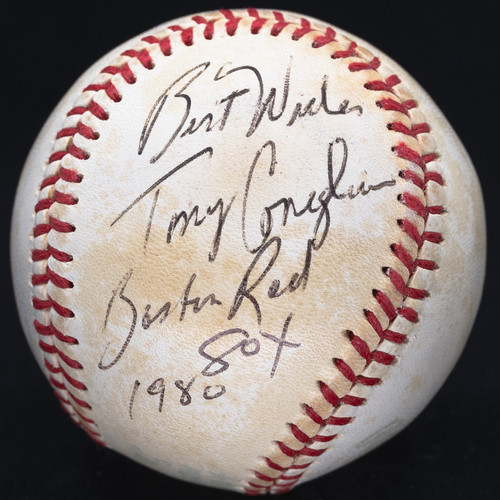 Best Wishes
Tony Conigliaro
Boston Red
Sox
1980